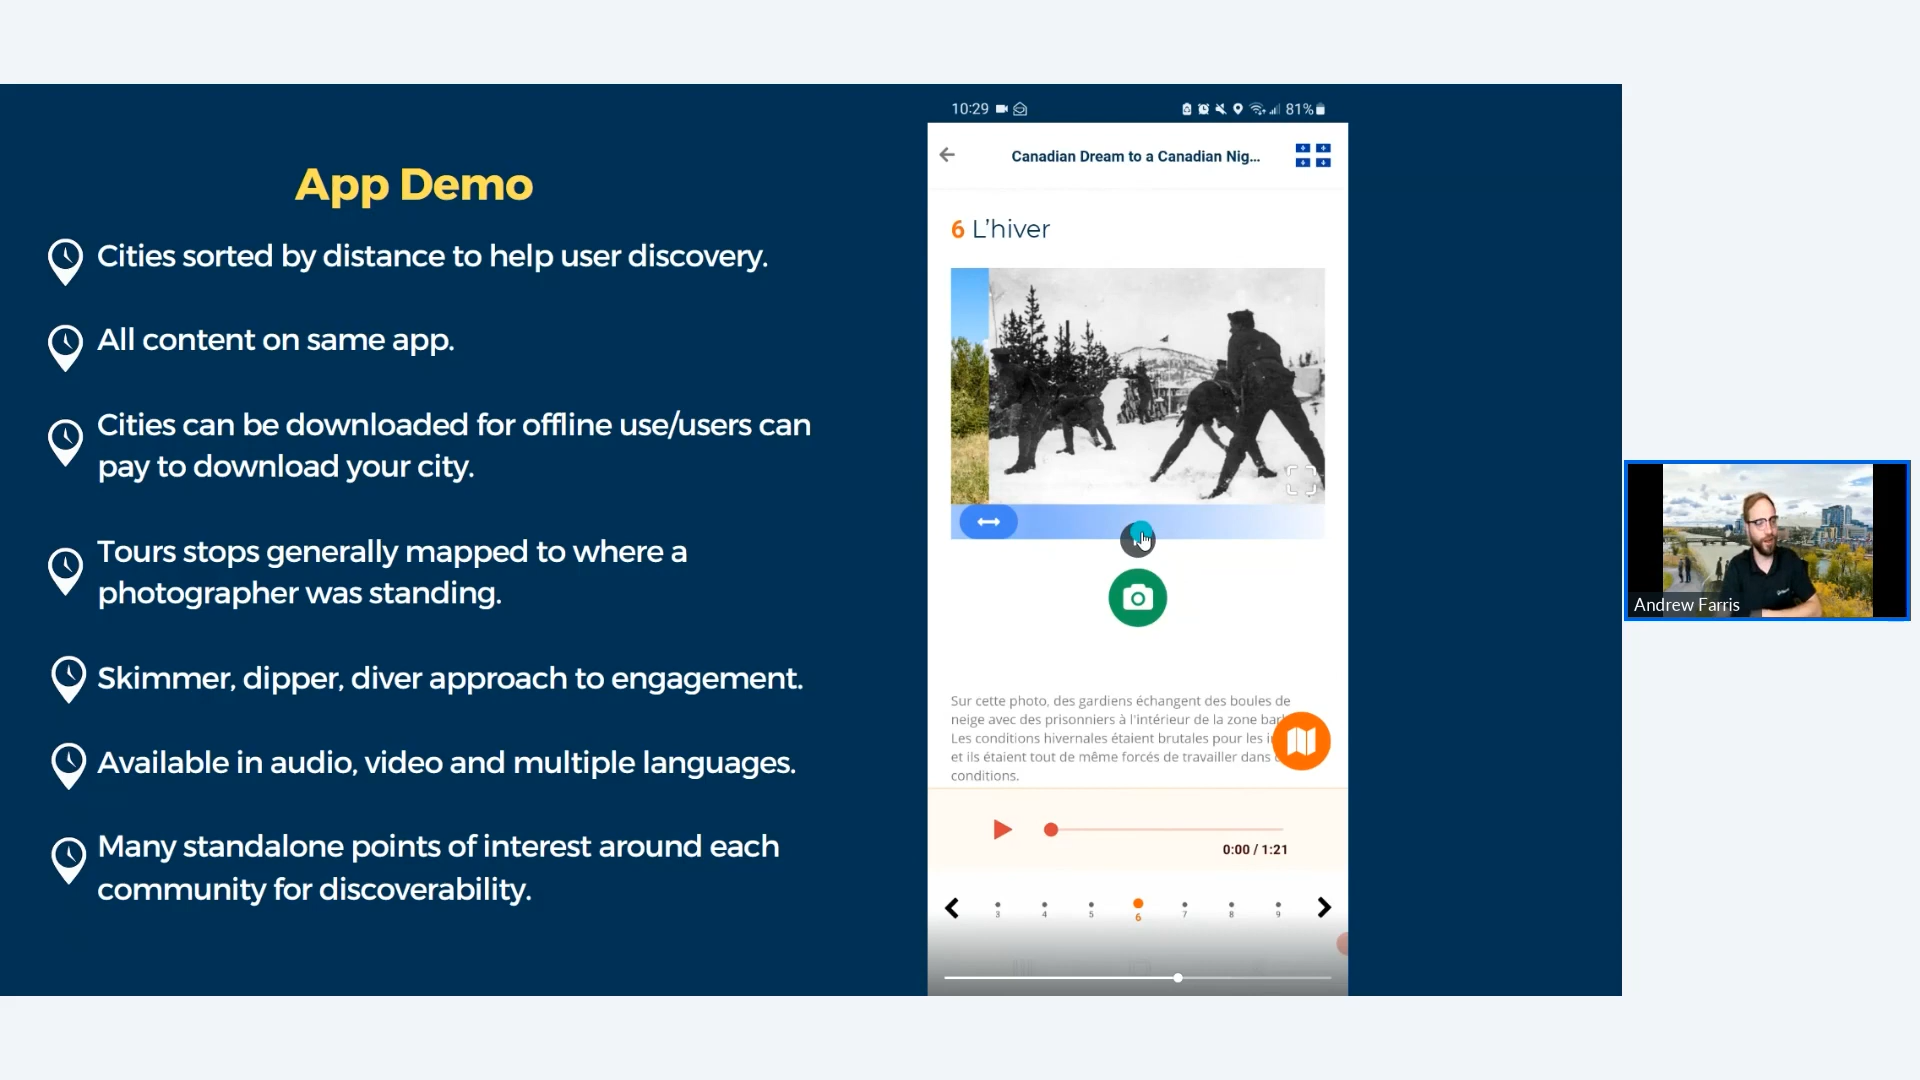 App Demo
Cities sorted by distance to help user discovery.
All content on same app.
Cities can be downloaded for offline use/users can
pay to download your city.
Tours stops generally mapped to where a
photographer was standing.
Skimmer, dipper, diver approach to engagement.
Available in audio, video and multiple languages.
Many standalone points of interest around each
community for discoverability.
10:29
81%
Canadian Dream to a Canadian Nig...
6 L'hiver
Sur cette photo, des gardiens échangent des boules de
neige avec des prisonniers à l'intérieur de la zone
Les conditions hivernales étaient brutales pour les
et ils étaient tout de même forcés de travailler dans
conditions.
0:00 / 1:21
3 4 5 6 7 8 9
Andrew Farris